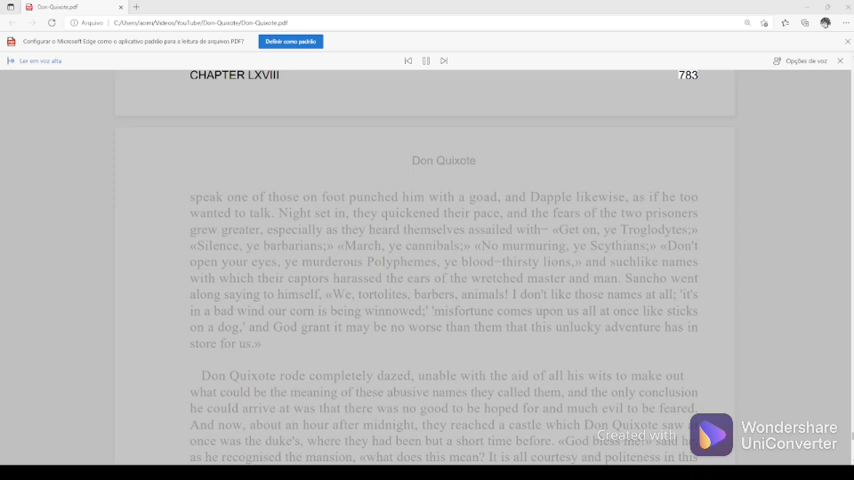 Don-Quixote.pdf
Arquivo C:/Users/ianni/Videos/YouTube/Don-Quixote/Don-Quixote.pdf
Configurar o Microsoft Edge como o aplicativo padrão para a leitura de arquivos PDF? Definir como padrão
Ler em voz alta Opções de voz
CHAPTER LXVIII 783
Don Quixote
speak one of those on foot punched him with a goad, and Dapple likewise, as if he too
wanted to talk. Night set in, they quickened their pace, and the fears of the two prisoners
grew greater, especially as they heard themselves assailed with− «Get on, ye Troglodytes;»
«Silence, ye barbarians;» «March, ye cannibals;» «No murmuring, ye Scythians;» «Don't
open your eyes, ye murderous Polyphemes, ye blood−thirsty lions,» and suchlike names
with which their captors harassed the ears of the wretched master and man. Sancho went
along saying to himself, «We, tortolites, barbers, animals! I don't like those names at all; 'it's
in a bad wind our corn is being winnowed;' 'misfortune comes upon us all at once like sticks
on a dog,' and God grant it may be no worse than them that this unlucky adventure has in
store for us.»
Don Quixote rode completely dazed, unable with the aid of all his wits to make out
what could be the meaning of these abusive names they called them, and the only conclusion
he could arrive at was that there was no good to be hoped for and much evil to be feared.
And now, about an hour after midnight, they reached a castle which Don Quixote saw at
once was the duke's, where they had been but a short time before. «God bless me!» said he,
as he recognised the mansion, «what does this mean? It is all courtesy and politeness in this
Created with Wondershare
UniConverter